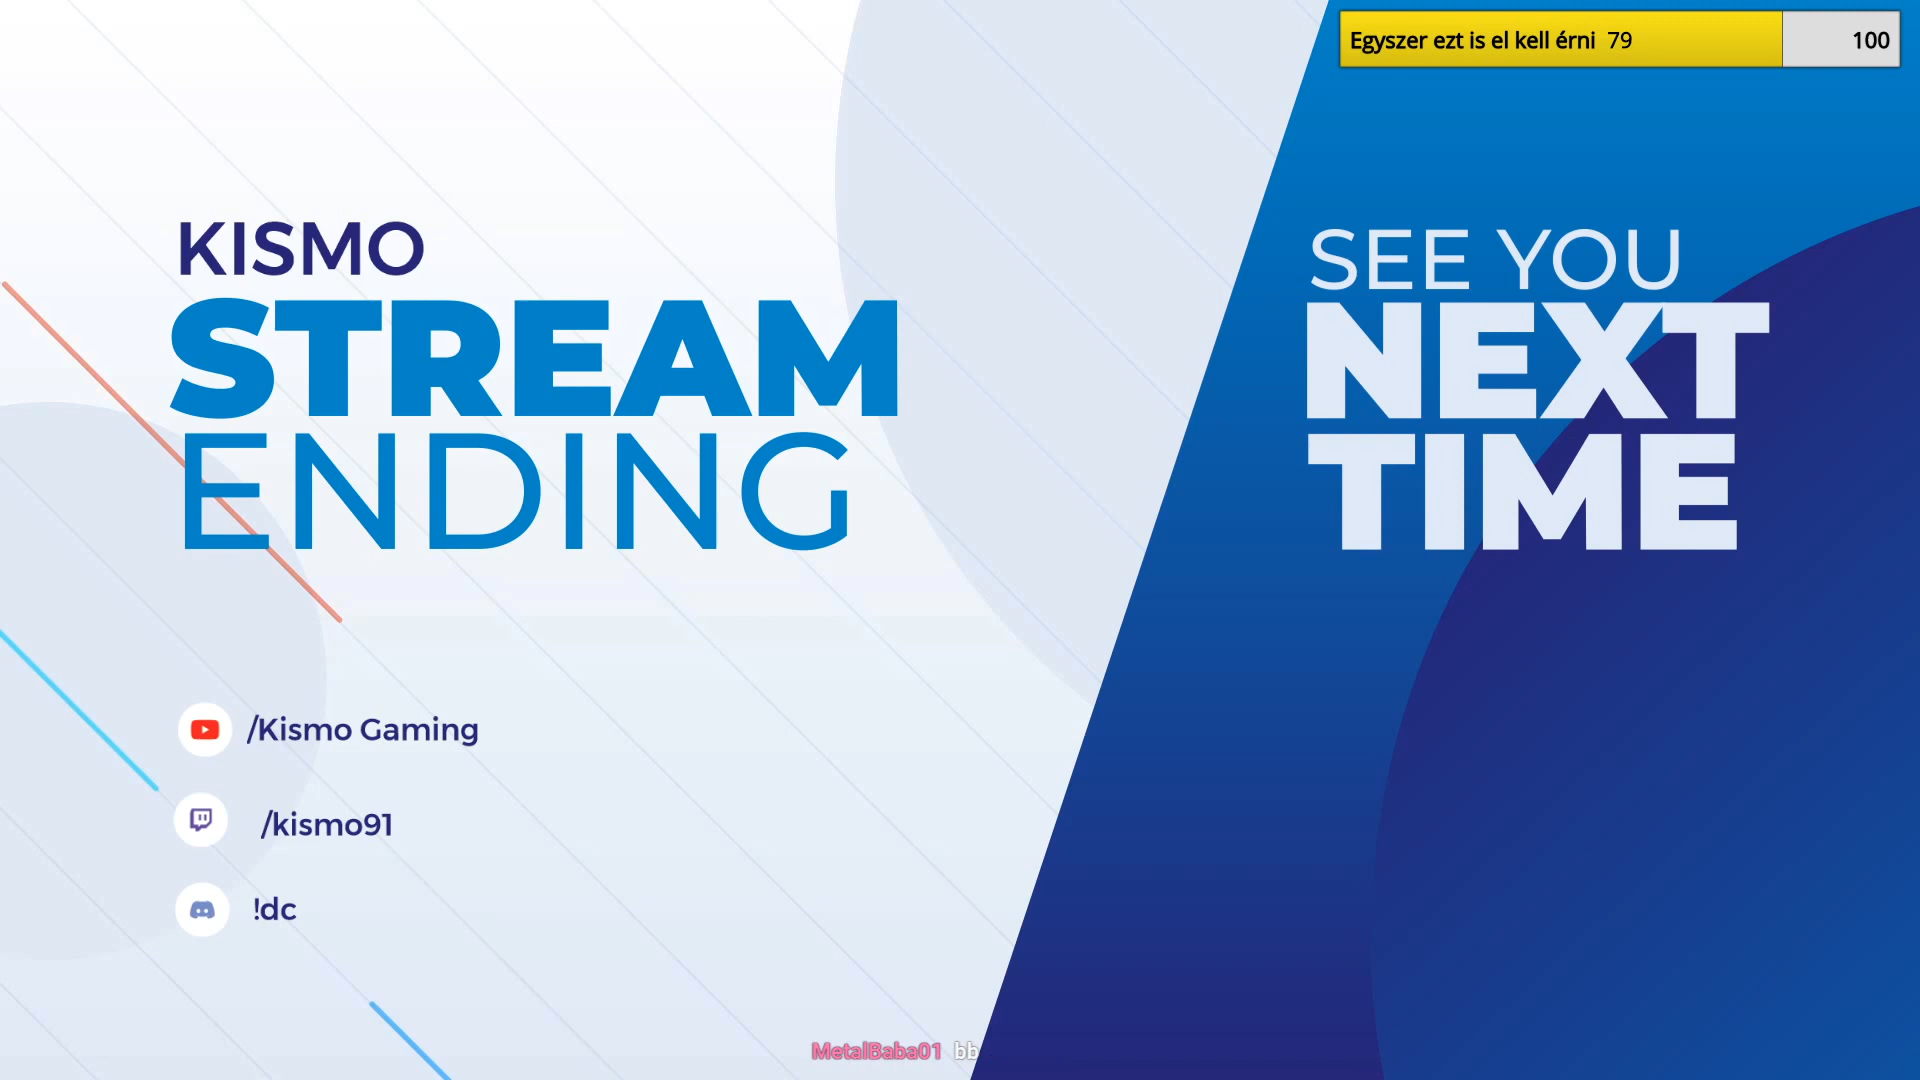 Egyszer ezt is el kell érni 79 100
KISMO
STREAM
ENDING
SEE YOU
NEXT
TIME
/Kismo Gaming
/kismo91
!dc
MetalBaba01 bb